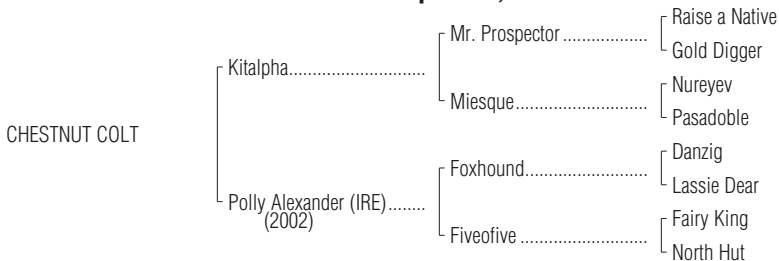 Raise a Native
Mr. Prospector ..................
Gold Digger
Kitalpha.............................
Nureyev
Miesque............................
Pasadoble
CHESTNUT COLT
Danzig
Foxhound..........................
Lassie Dear
Polly Alexander (IRE)........
(2002)
Fairy King
Fiveofive ...........................
North Hut